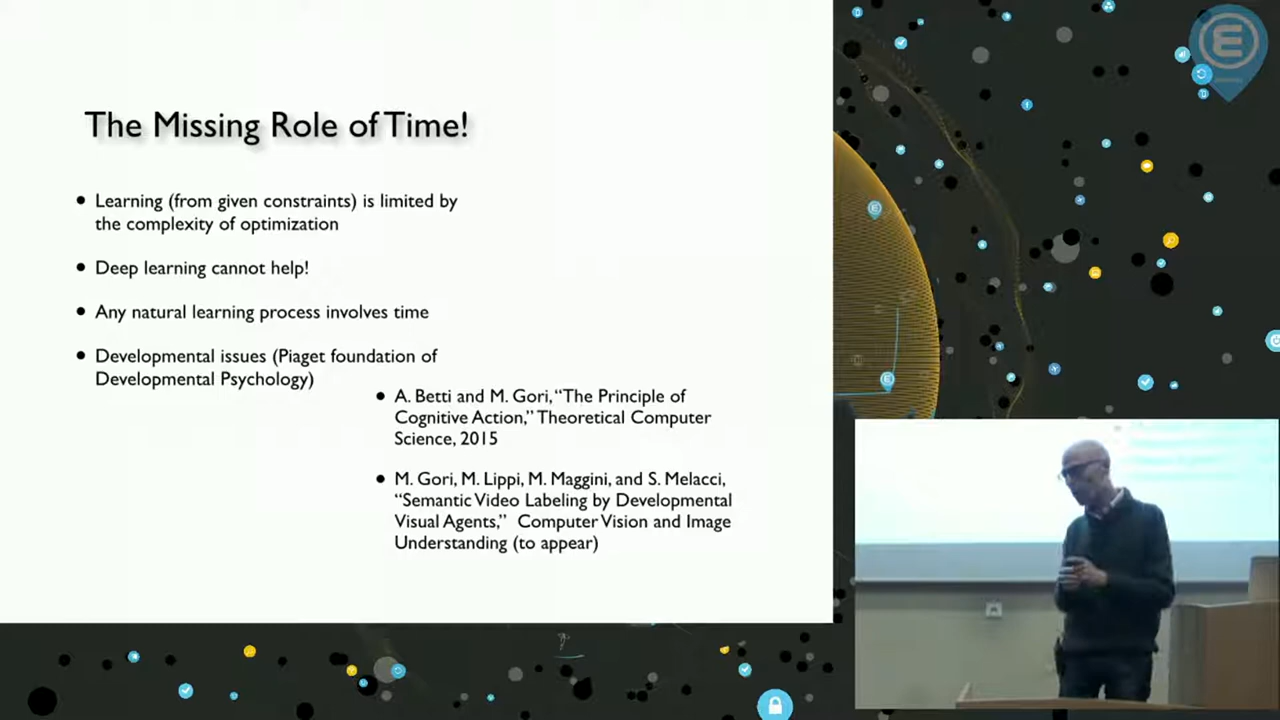 The Missing Role of Time!
• Learning (from given constraints) is limited by
the complexity of optimization
• Deep learning cannot help!
• Any natural learning process involves time
• Developmental issues (Piaget foundation of
Developmental Psychology)
• A. Betti and M. Gori, “The Principle of
Cognitive Action,” Theoretical Computer
Science, 2015
• M. Gori, M. Lippi, M. Maggini, and S. Melacci,
“Semantic Video Labeling by Developmental
Visual Agents,” Computer Vision and Image
Understanding (to appear)